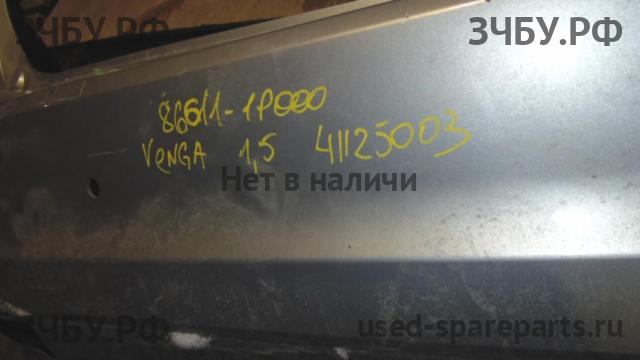 ЗЧБУ.РФ ЗЧБУ.РФ
86611-1P000
VENGA 1,5 41125003
Нет в наличи
ЗЧБУ.РФ used-spareparts.ru